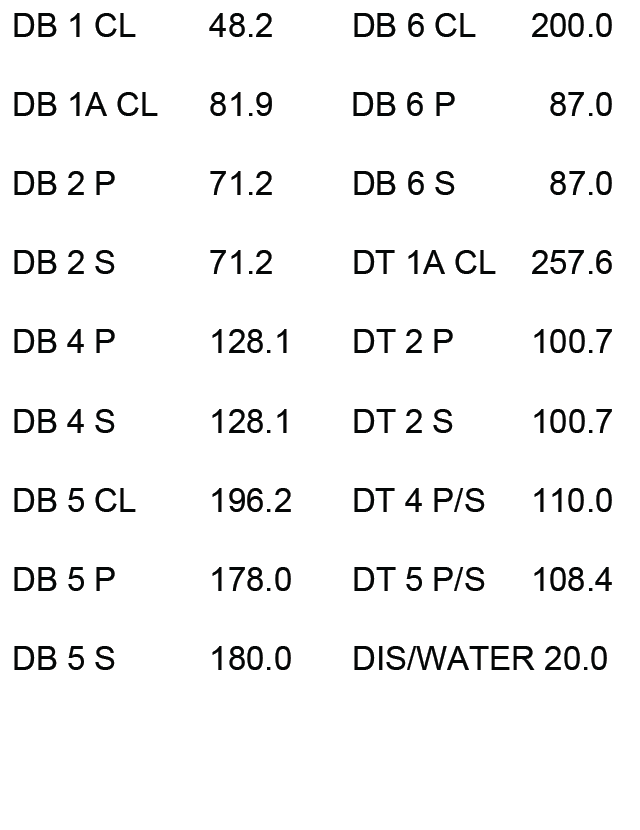 DB 1 CL 48.2 DB 6 CL 200.0
DB 1A CL 81.9 DB 6 P 87.0
DB 2 P 71.2 DB 6 S 87.0
DB 2 S 71.2 DT 1A CL 257.6
DB 4 P 128.1 DT 2 P 100.7
DB 4 S 128.1 DT 2 S 100.7
DB 5 CL 196.2 DT 4 P/S 110.0
DB 5 P 178.0 DT 5 P/S 108.4
DB 5 S 180.0 DIS/WATER 20.0